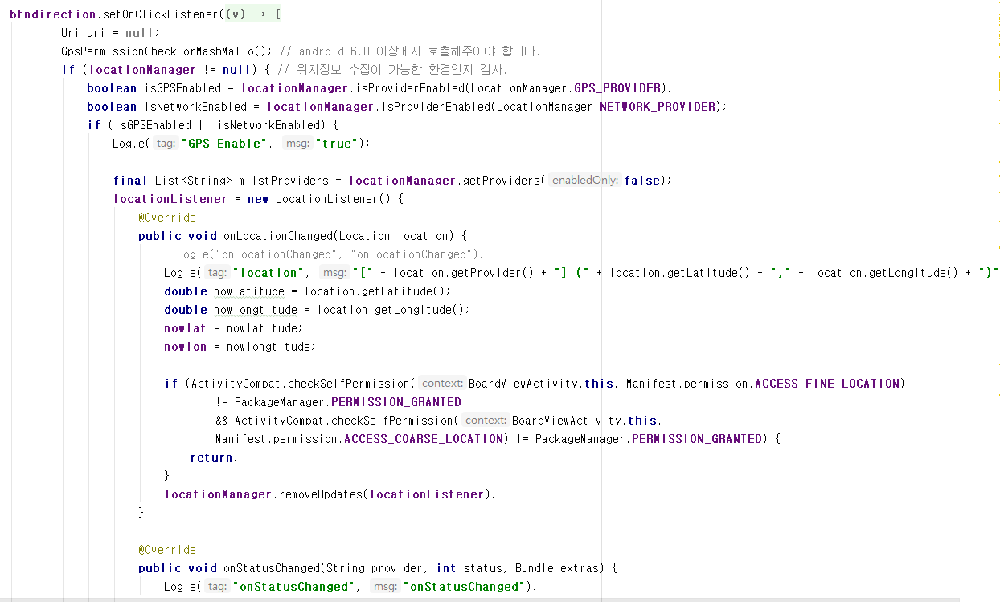 btndirection.setOnClickListener((v) → {
Uri uri = null;
GpsPermissionCheckForMashMallo(); // android 6.0 이상에서 호출해주어야 합니다.
if (locationManager != null) { // 위치정보 수집이 가능한 환경인지 검사.
boolean isGPSEnabled = locationManager.isProviderEnabled(LocationManager.GPS_PROVIDER);
boolean isNetworkEnabled = locationManager.isProviderEnabled(LocationManager.NETWORK_PROVIDER);
if (isGPSEnabled || isNetworkEnabled) {
Log.e( tag: "GPS Enable", msg: "true");
final List<String> m_lstProviders = locationManager.getProviders( enabledOnly: false);
locationListener = new LocationListener() {
@Override
public void onLocationChanged(Location location) {
Log.e("onLocationChanged", "onLocationChanged");
Log.e( tag: "location", msg: "[" + location.getProvider() + "] (" + location.getLatitude() + "," + location.getLongitude() + ")"
double nowlatitude = location.getLatitude();
double nowlongtitude = location.getLongitude();
nowlat = nowlatitude;
nowlon = nowlongtitude;
if (ActivityCompat.checkSelfPermission( context: BoardViewActivity.this, Manifest.permission.ACCESS_FINE_LOCATION)
!= PackageManager.PERMISSION_GRANTED
&& ActivityCompat.checkSelfPermission( context: BoardViewActivity.this,
Manifest.permission.ACCESS_COARSE_LOCATION) != PackageManager.PERMISSION_GRANTED) {
return;
}
locationManager.removeUpdates(locationListener);
}
@Override
public void onStatusChanged(String provider, int status, Bundle extras) {
Log.e( tag: "onStatusChanged", msg: "onStatusChanged");